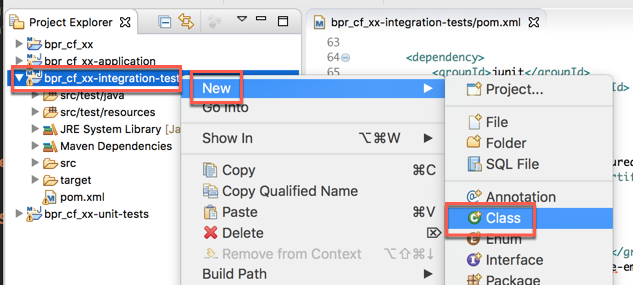 Project Explorer
bpr_cf_xx
bpr_cf_xx-application
bpr_cf_xx-integration-test
src/test/java
src/test/resources
JRE System Library [Ja
Maven Dependencies
src
target
pom.xml
bpr_cf_xx-unit-tests
New
Go Into
Show In ⌥⌘W
Copy ⌘C
Copy Qualified Name
Paste ⌘V
Delete ⌦
Remove from Context ⌥⇧⌘↓
Build Path
bpr_cf_xx-integration-tests/pom.xml
63
64 <dependency>
65 <groupId>junit</groupId>
Id>
Project...
File
Folder
SQL File
Annotation
Class
Enum
Interface
Package